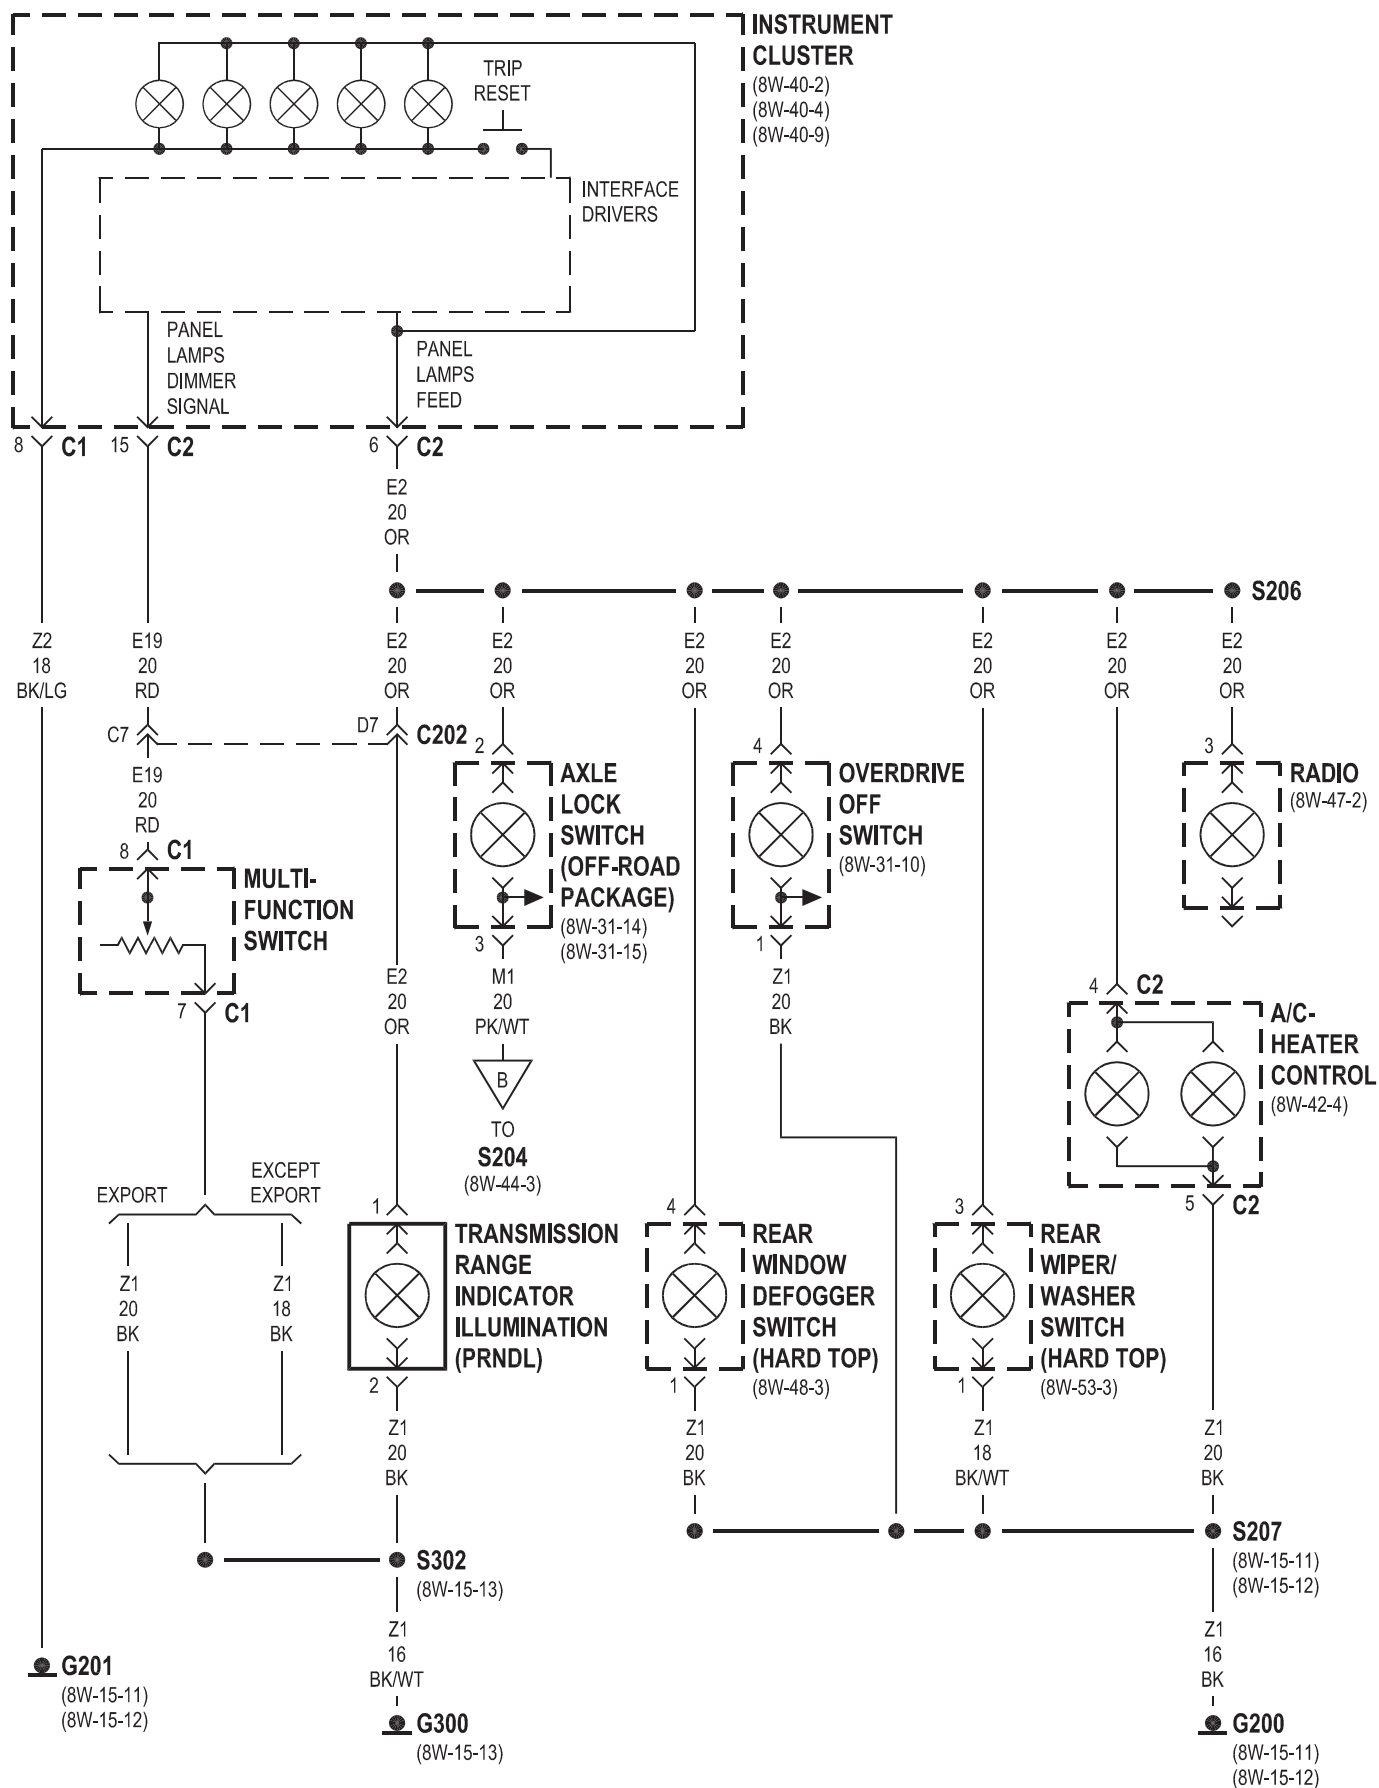 INSTRUMENT
CLUSTER
(8W-40-2)
(8W-40-4)
(8W-40-9)
TRIP
RESET
INTERFACE
DRIVERS
PANEL
LAMPS
DIMMER
SIGNAL
PANEL
LAMPS
FEED
8 C1
15 C2
6 C2
E2
20
OR
S206
Z2
18
BK/LG
E19
20
RD
E2
20
OR
E2
20
OR
E2
20
OR
E2
20
OR
E2
20
OR
E2
20
OR
E2
20
OR
C7
D7
C202
E19
20
RD
8 C1
MULTI-
FUNCTION
SWITCH
7 C1
2
AXLE
LOCK
SWITCH
(OFF-ROAD
PACKAGE)
(8W-31-14)
(8W-31-15)
3
M1
20
PK/WT
B
TO
S204
(8W-44-3)
4
OVERDRIVE
OFF
SWITCH
(8W-31-10)
1
Z1
20
BK
3
RADIO
(8W-47-2)
E2
20
OR
4 C2
A/C-
HEATER
CONTROL
(8W-42-4)
5 C2
EXPORT
EXCEPT
EXPORT
Z1
20
BK
Z1
18
BK
1
TRANSMISSION
RANGE
INDICATOR
ILLUMINATION
(PRNDL)
2
4
REAR
WINDOW
DEFOGGER
SWITCH
(HARD TOP)
(8W-48-3)
1
3
REAR
WIPER/
WASHER
SWITCH
(HARD TOP)
(8W-53-3)
1
Z1
20
BK
Z1
20
BK
Z1
18
BK/WT
Z1
20
BK
S302
(8W-15-13)
S207
(8W-15-11)
(8W-15-12)
Z1
16
BK/WT
Z1
16
BK
G201
(8W-15-11)
(8W-15-12)
G300
(8W-15-13)
G200
(8W-15-11)
(8W-15-12)